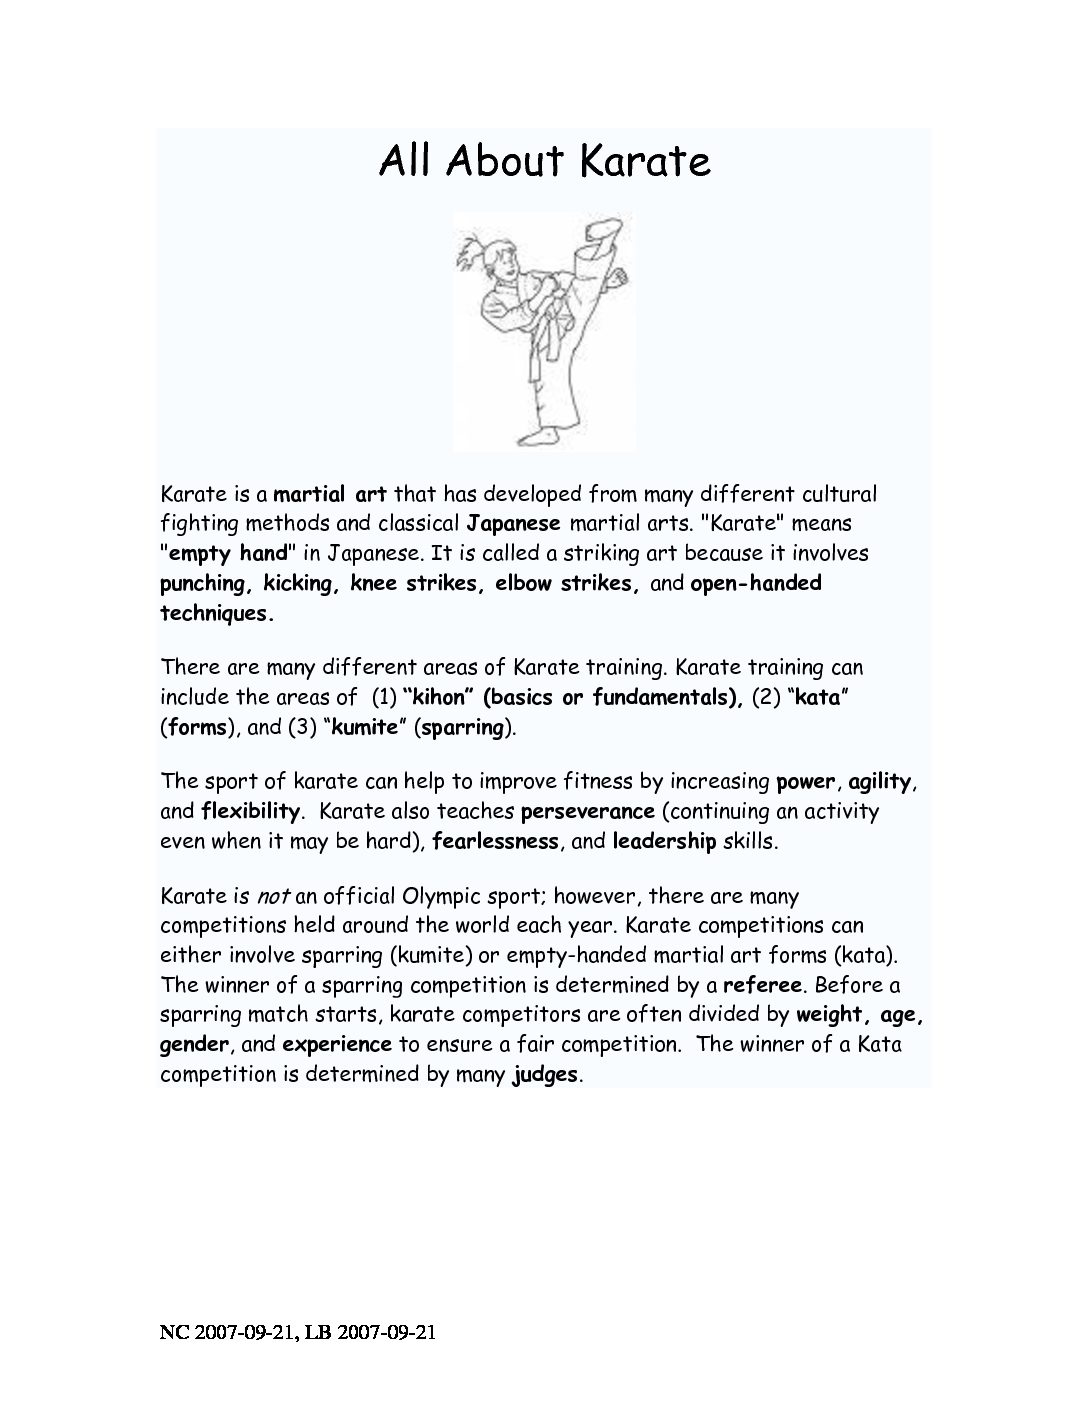 All About Karate
Karate is a martial art that has developed from many different cultural
fighting methods and classical Japanese martial arts. "Karate" means
"empty hand" in Japanese. It is called a striking art because it involves
punching, kicking, knee strikes, elbow strikes, and open-handed
techniques.
There are many different areas of Karate training. Karate training can
include the areas of  (1) “kihon” (basics or fundamentals), (2) “kata”
(forms), and (3) “kumite” (sparring).
The sport of karate can help to improve fitness by increasing power, agility,
and flexibility.  Karate also teaches perseverance (continuing an activity
even when it may be hard), fearlessness, and leadership skills.
Karate is not an official Olympic sport; however, there are many
competitions held around the world each year. Karate competitions can
either involve sparring (kumite) or empty-handed martial art forms (kata).
The winner of a sparring competition is determined by a referee. Before a
sparring match starts, karate competitors are often divided by weight, age,
gender, and experience to ensure a fair competition.  The winner of a Kata
competition is determined by many judges.
NC 2007-09-21, LB 2007-09-21